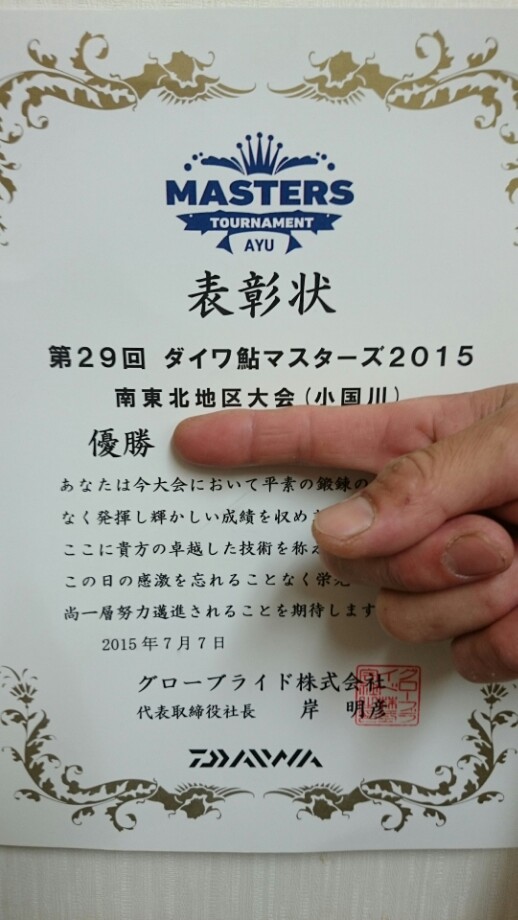 MASTERS
TOURNAMENT
AYU
表彰状
第29回 ダイワ鮎マスターズ2015
南東北地区大会(小国川)
優勝
あなたは今大会において平素の鍛錬の
なく発揮し輝かしい成績を収め
ここに貴方の卓越した技術を称え
この日の感激を忘れることなく栄光
尚一層努力邁進されることを期待します
2015年7月7日
グローブライド株式会社
代表取締役社長 岸 明彦
DAIWA